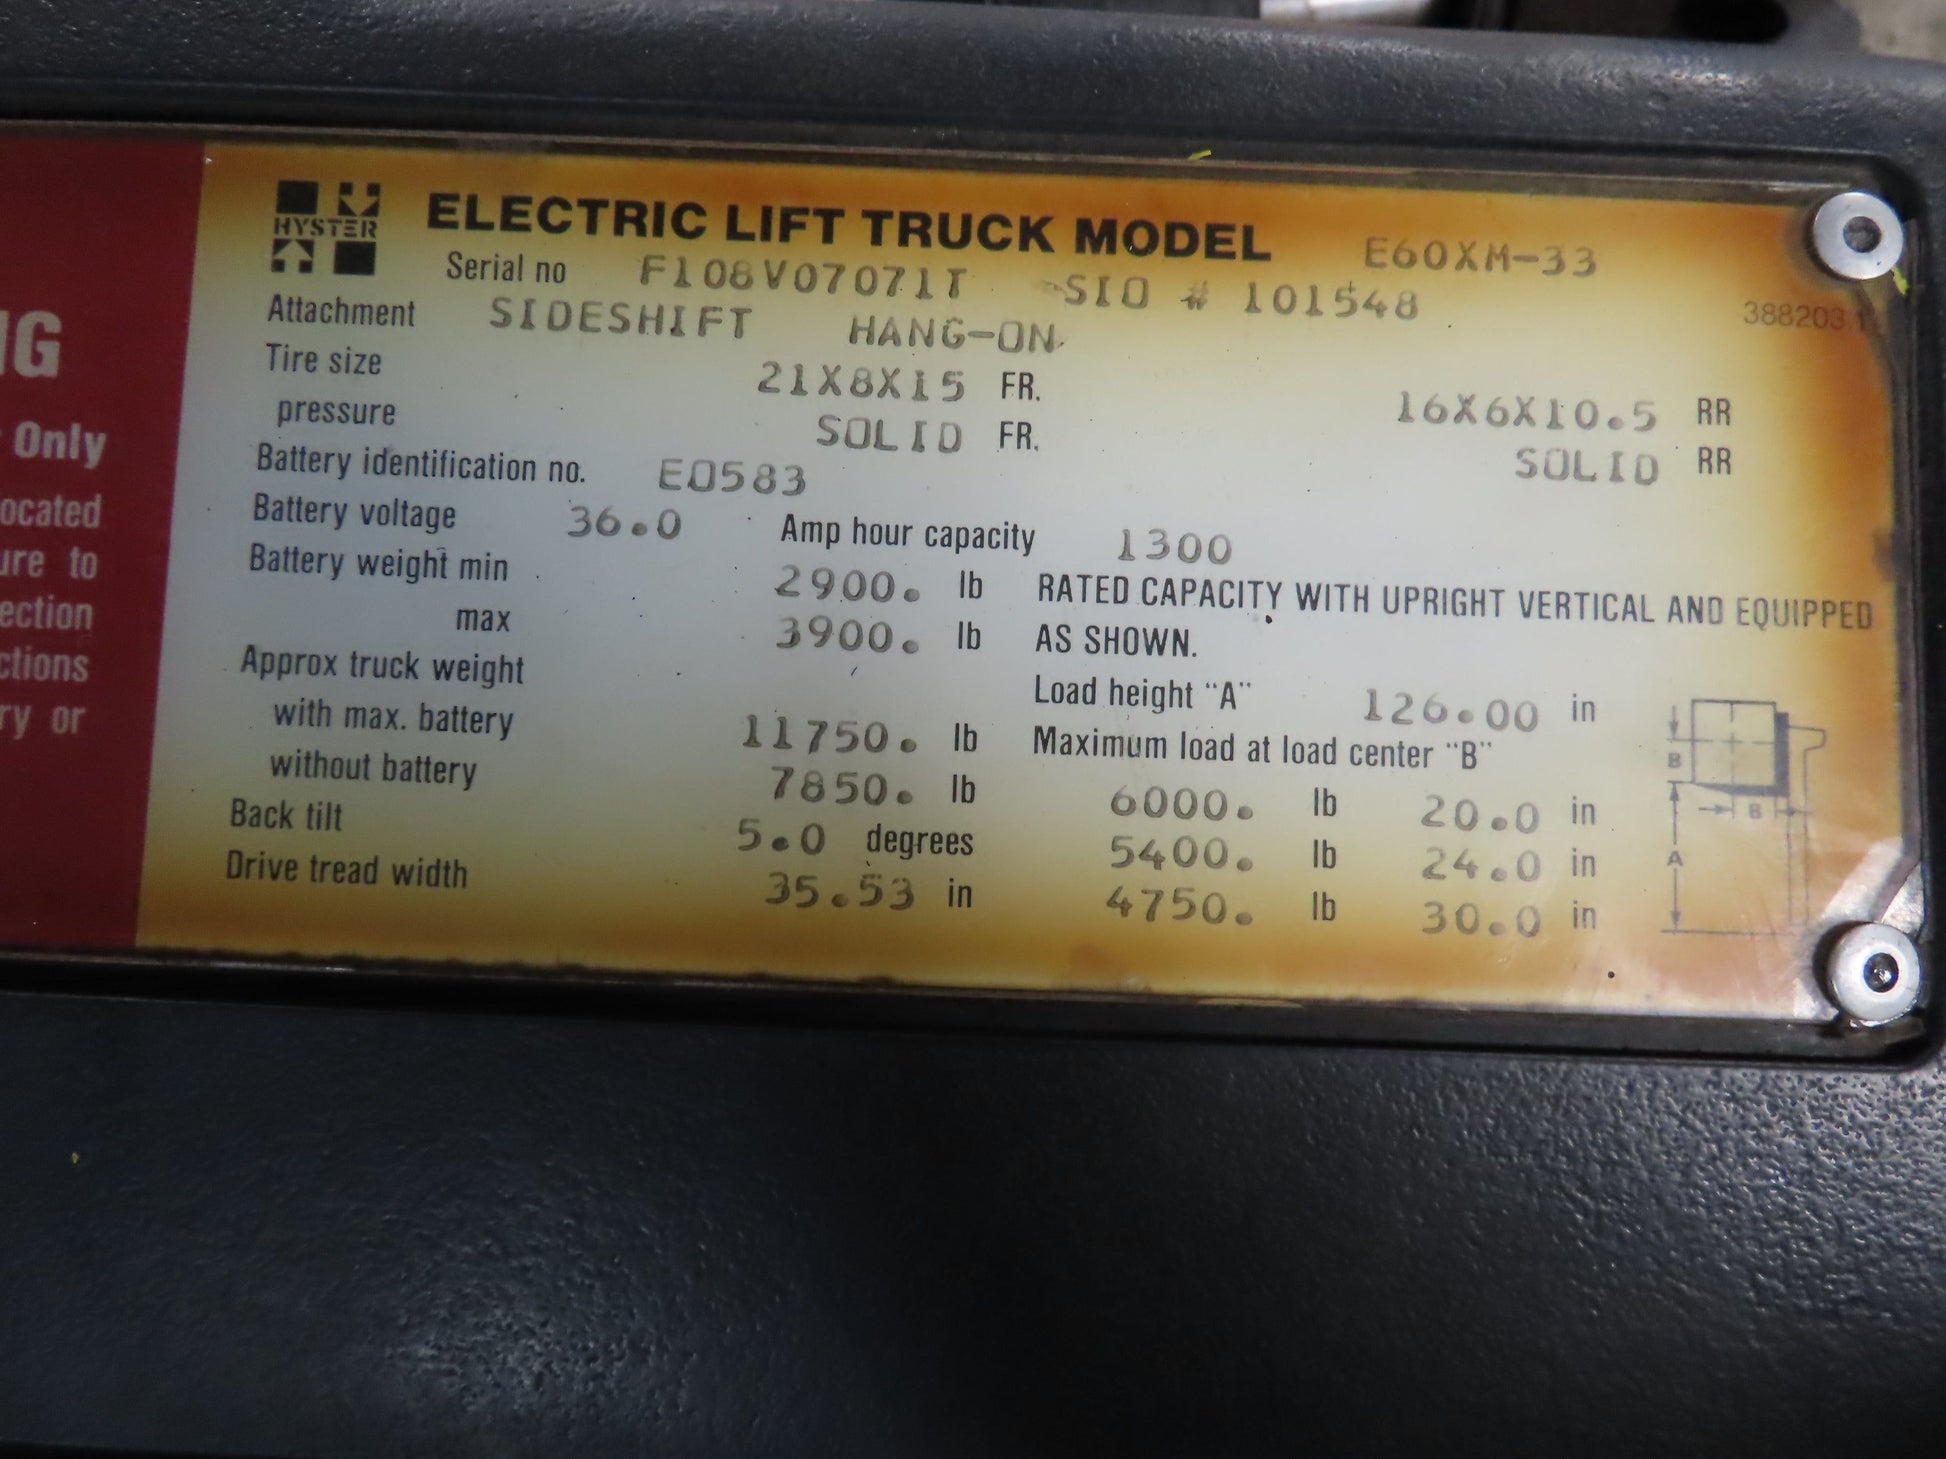 HYSTER
ELECTRIC LIFT TRUCK MODEL E60XM-33
Serial no F108V07071T SIO # 101548
388203
Attachment SIDESHIFT HANG-ON
Tire size 21X8X15 FR. 16X6X10.5 RR
pressure SOLID FR. SOLID RR
Battery identification no. E0583
Battery voltage 36.0 Amp hour capacity 1300
Battery weight min 2900. lb
max 3900. lb
Approx truck weight
with max. battery 11750. lb
without battery 7850. lb
Back tilt 5.0 degrees
Drive tread width 35.53 in
RATED CAPACITY WITH UPRIGHT VERTICAL AND EQUIPPED
AS SHOWN.
Load height "A" 126.00 in
Maximum load at load center "B"
6000. lb 20.0 in
5400. lb 24.0 in
4750. lb 30.0 in
B
B
A
NG
Only
ocated
ure to
ection
ctions
ry or